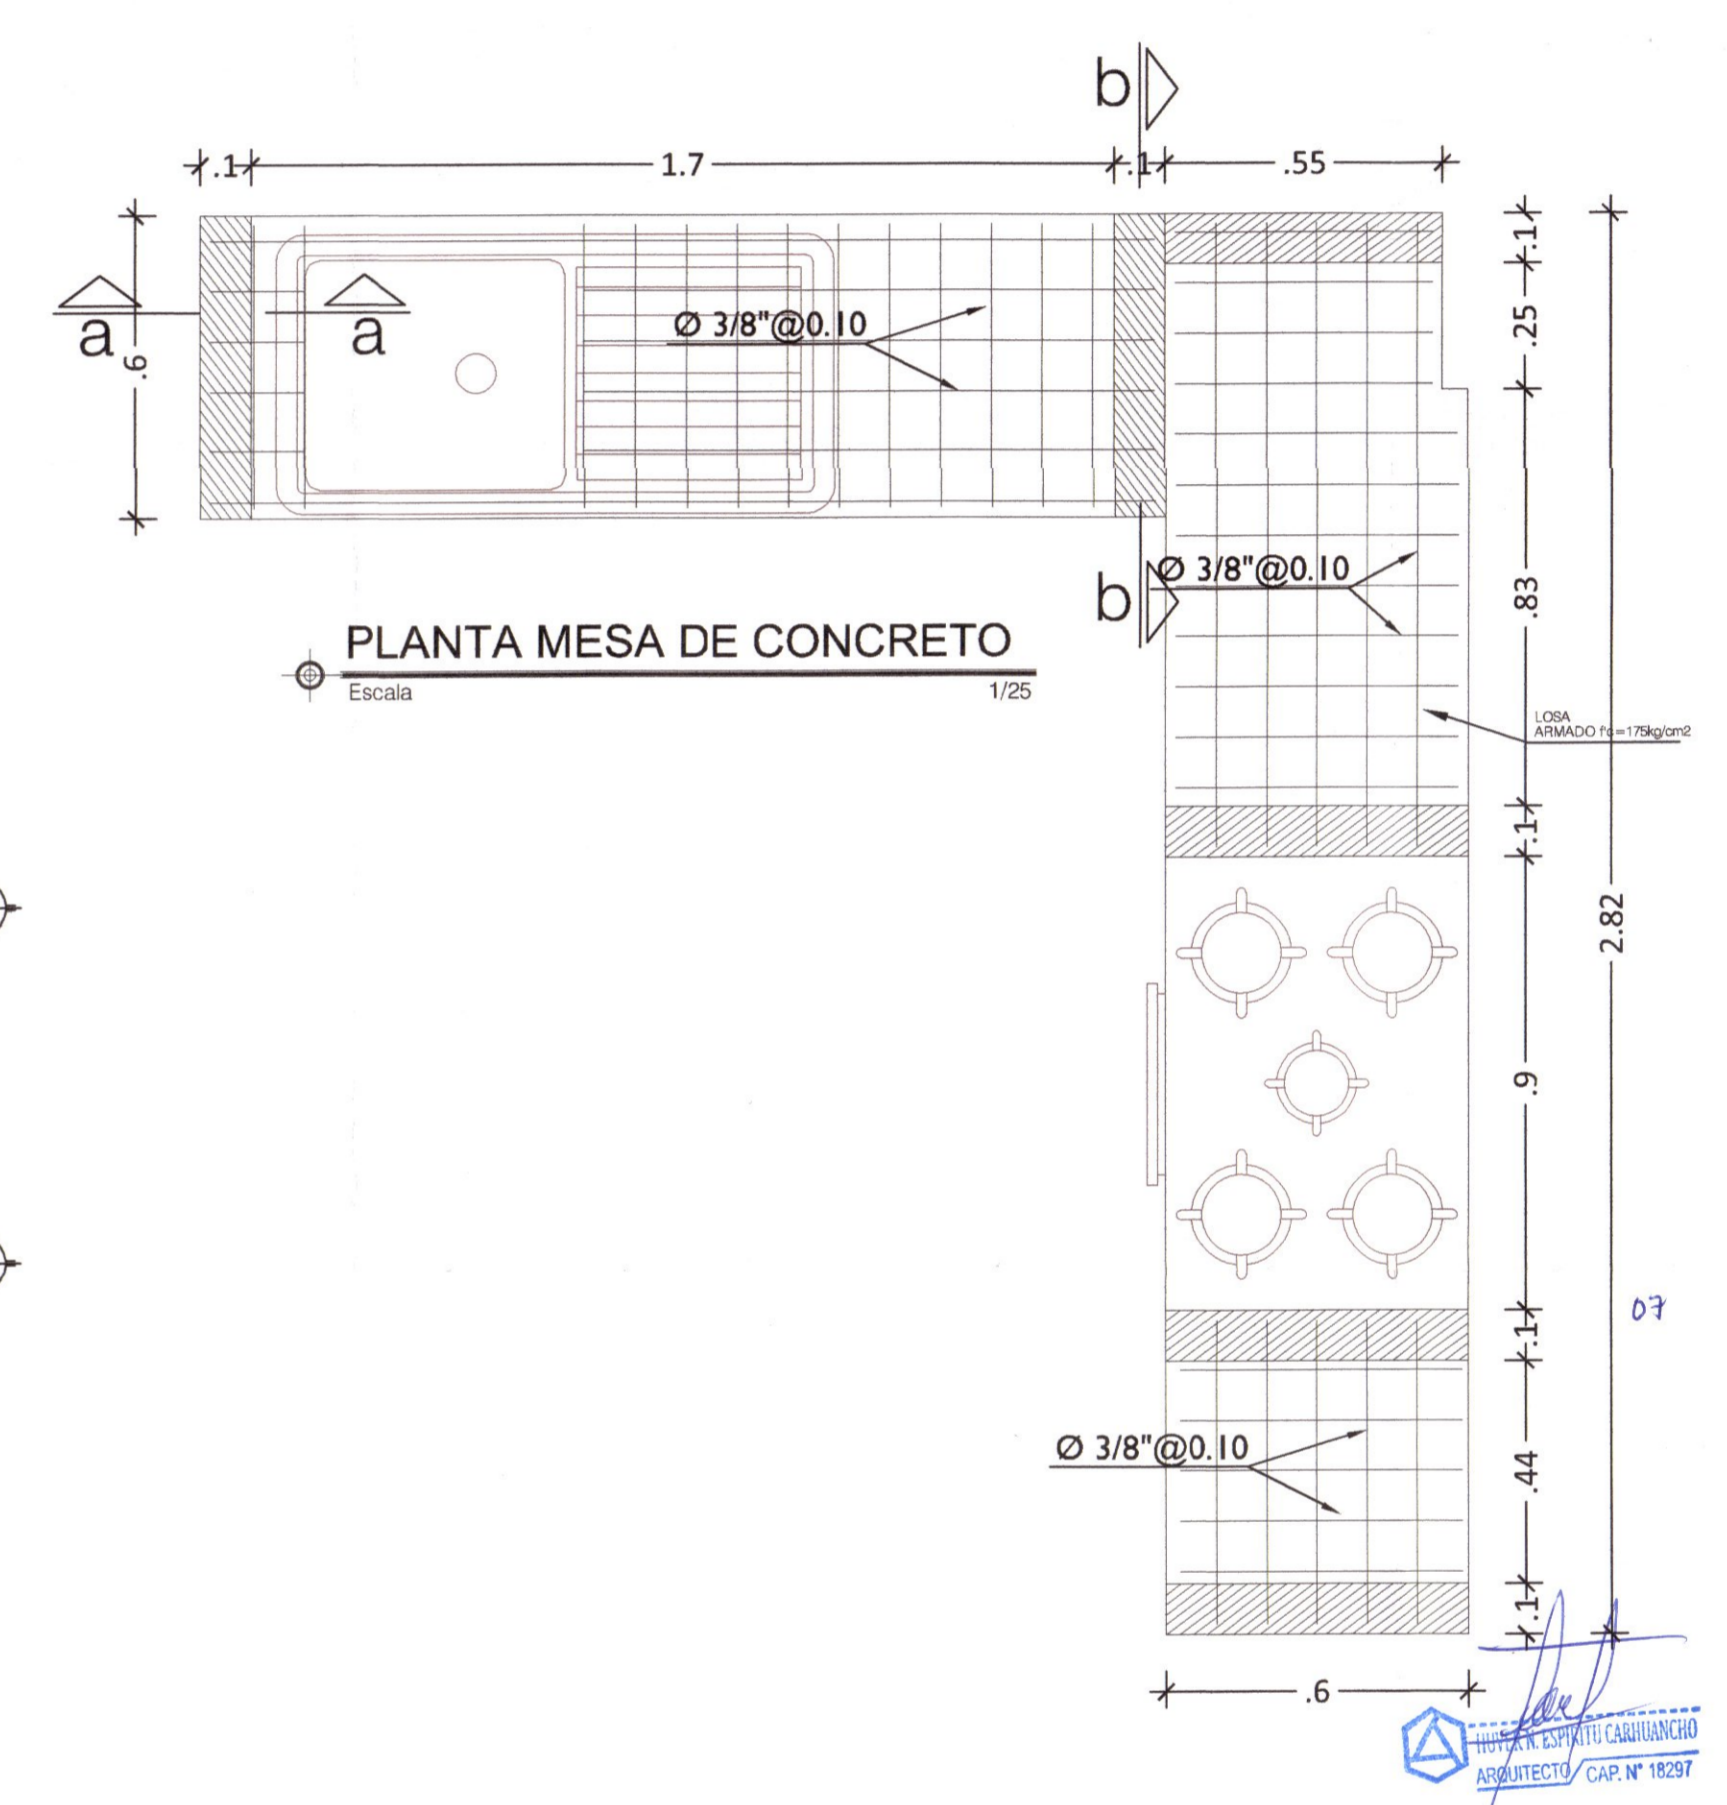 b
.1 1.7 .1 .55
.1
a a
.6
Ø 3/8"@0.10
.25
Ø 3/8"@0.10
b
.83
PLANTA MESA DE CONCRETO
Escala 1/25
LOSA
ARMADO f'c=175kg/cm2
.1
2.82
.9
07
.1
Ø 3/8"@0.10
.44
.1
.6
HUVER N. ESPIRITU CARHUANCHO
ARQUITECTO CAP. N° 18297